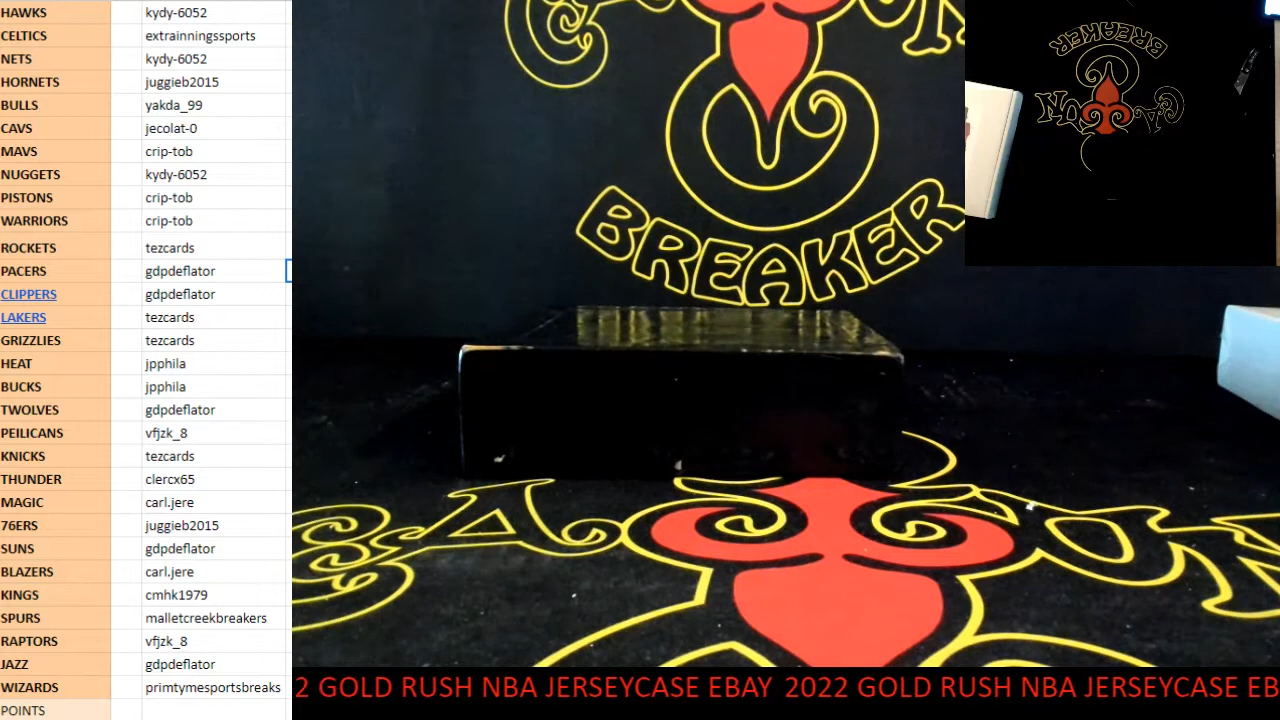 HAWKS kydy-6052
CELTICS extrainningssports
NETS kydy-6052
HORNETS juggieb2015
BULLS yakda_99
CAVS jecolat-0
MAVS crip-tob
NUGGETS kydy-6052
PISTONS crip-tob
WARRIORS crip-tob
ROCKETS tezcards
PACERS gdpdeflator
CLIPPERS gdpdeflator
LAKERS tezcards
GRIZZLIES tezcards
HEAT jpphila
BUCKS jpphila
TWOLVES gdpdeflator
PEILICANS vfjzk_8
KNICKS tezcards
THUNDER clercx65
MAGIC carl.jere
76ERS juggieb2015
SUNS gdpdeflator
BLAZERS carl.jere
KINGS cmhk1979
SPURS malletcreekbreakers
RAPTORS vfjzk_8
JAZZ gdpdeflator
WIZARDS primtymesportsbreaks
POINTS
BREAKER
BREAKER
2 GOLD RUSH NBA JERSEYCASE EBAY 2022 GOLD RUSH NBA JERSEYCASE EB